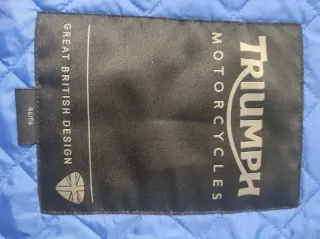 TRIUMPH
MOTORCYCLES
GREAT BRITISH DESIGN